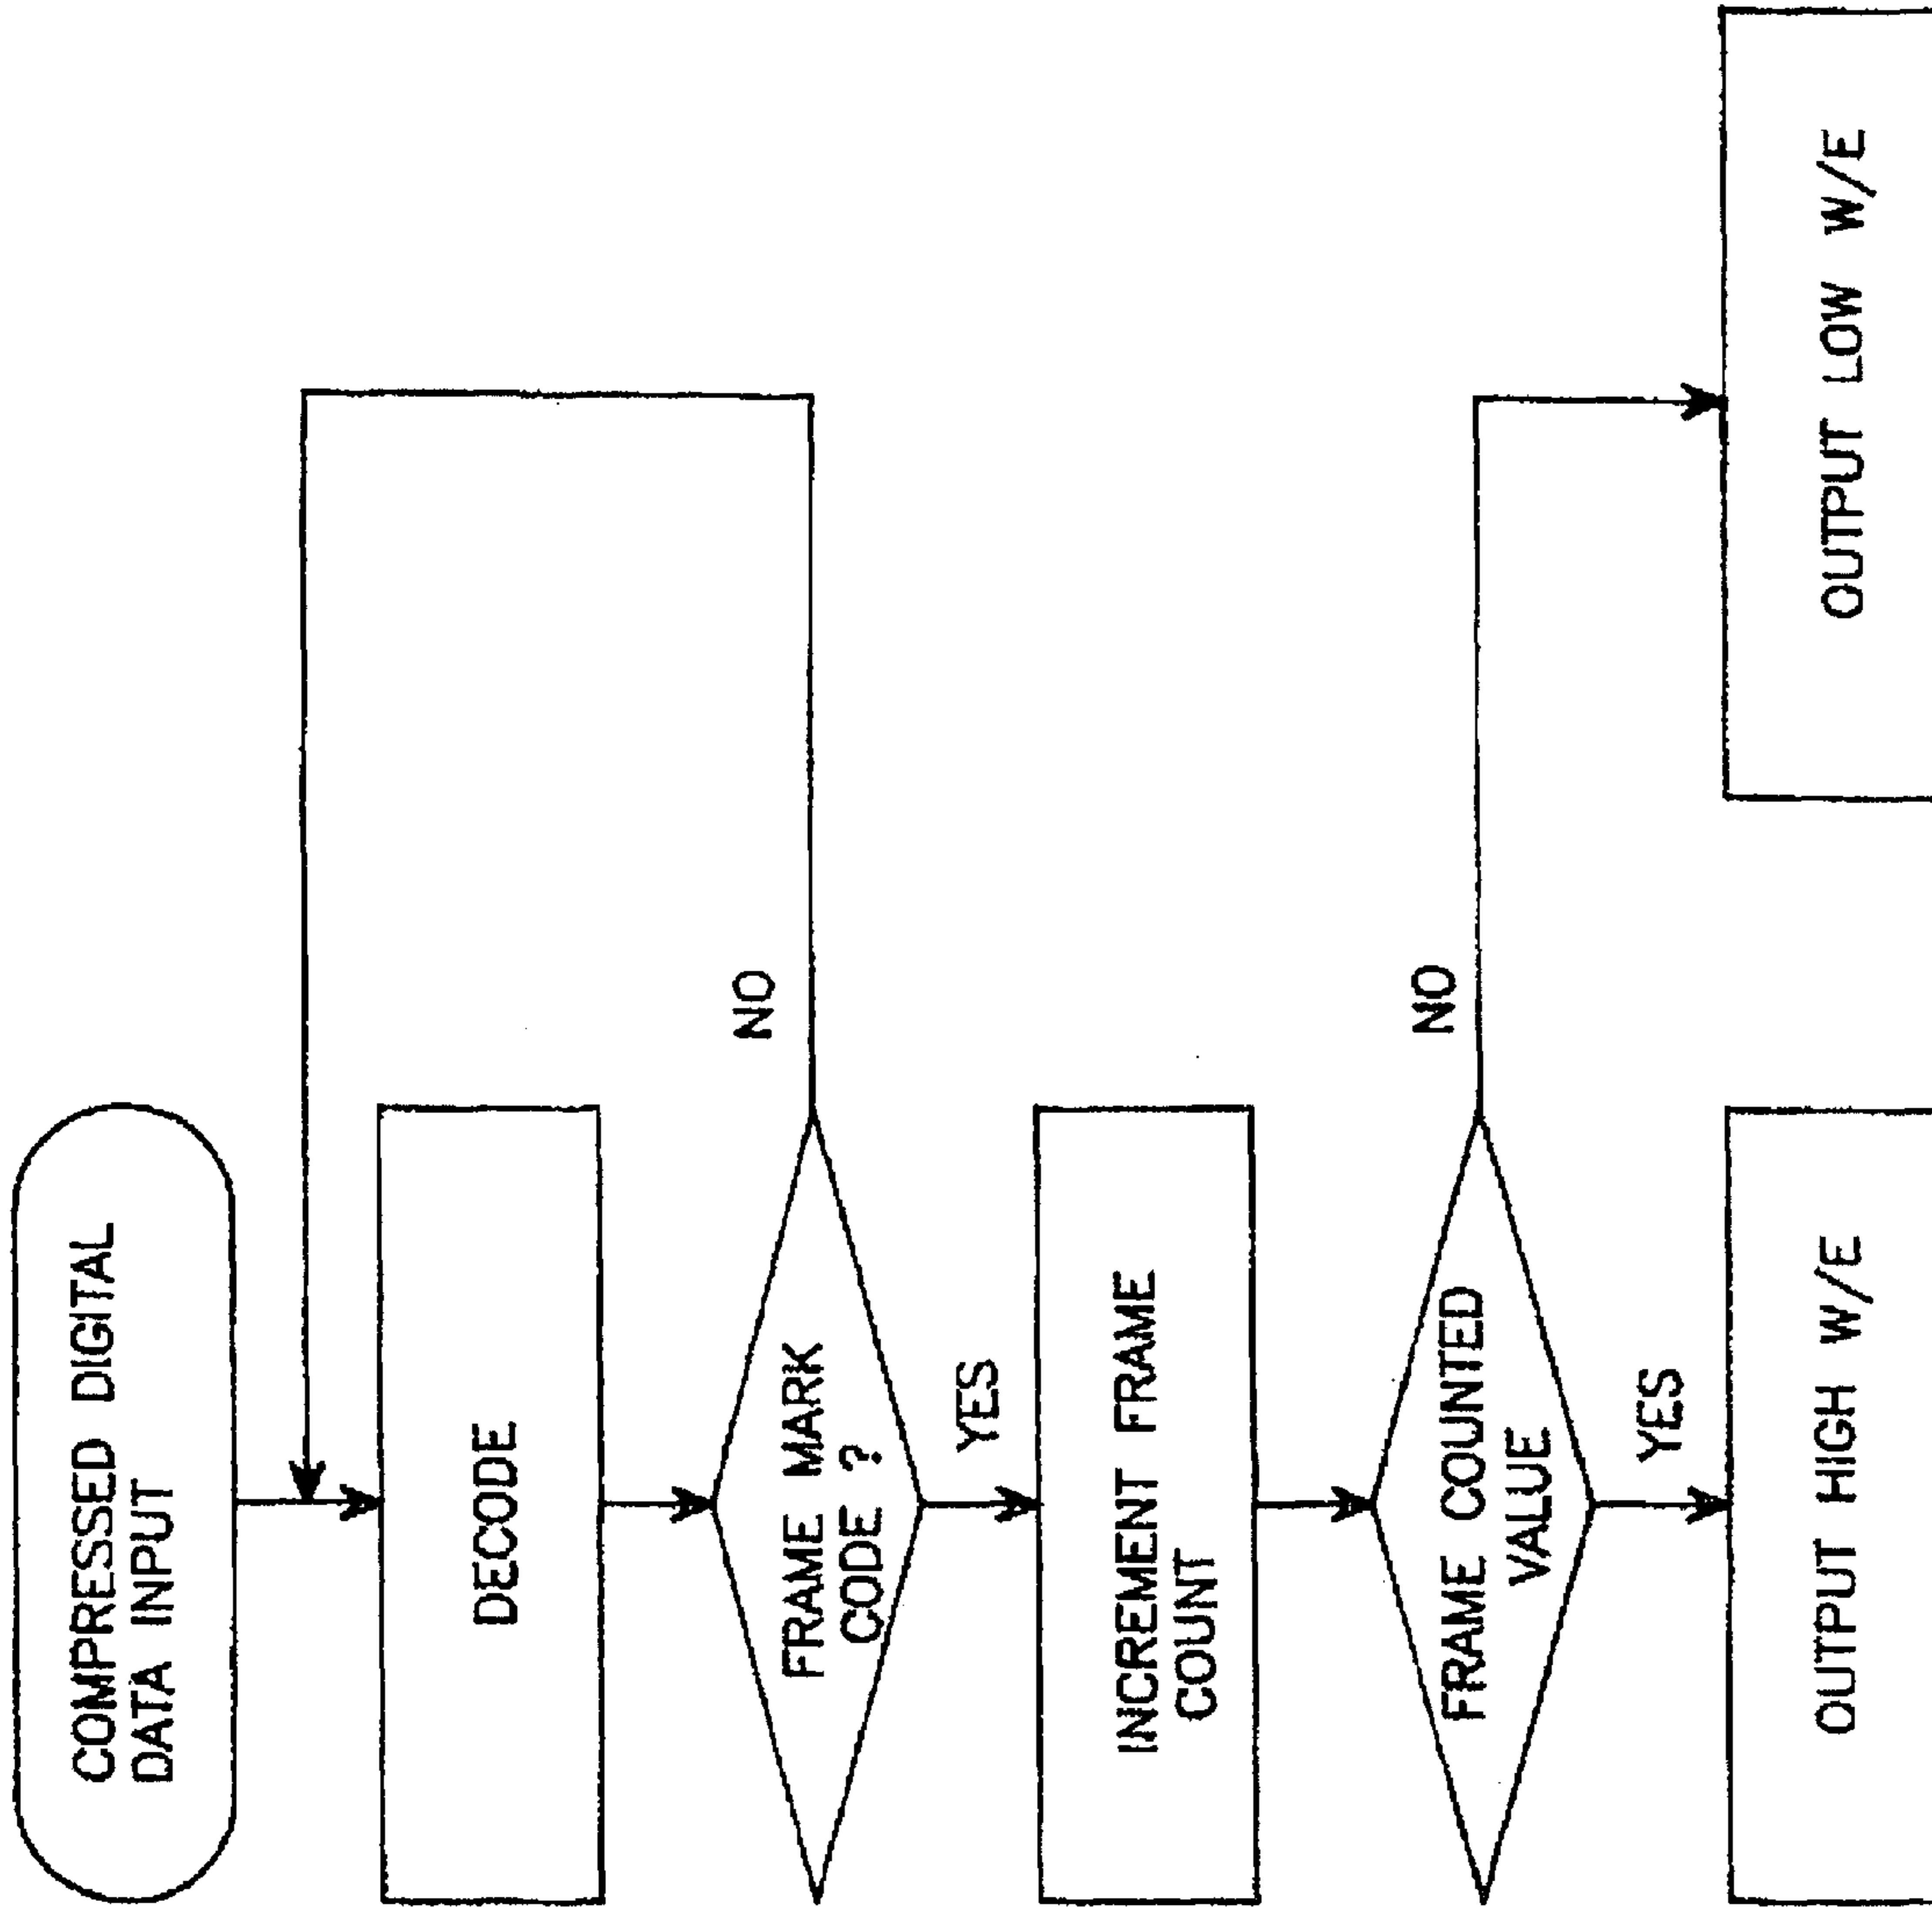 COMPRESSED DIGITAL
DATA INPUT
DECODE
FRAME MARK
CODE ?
NO
YES
INCREMENT FRAME
COUNT
FRAME COUNTED
VALUE
NO
YES
OUTPUT HIGH W/E
OUTPUT LOW W/E